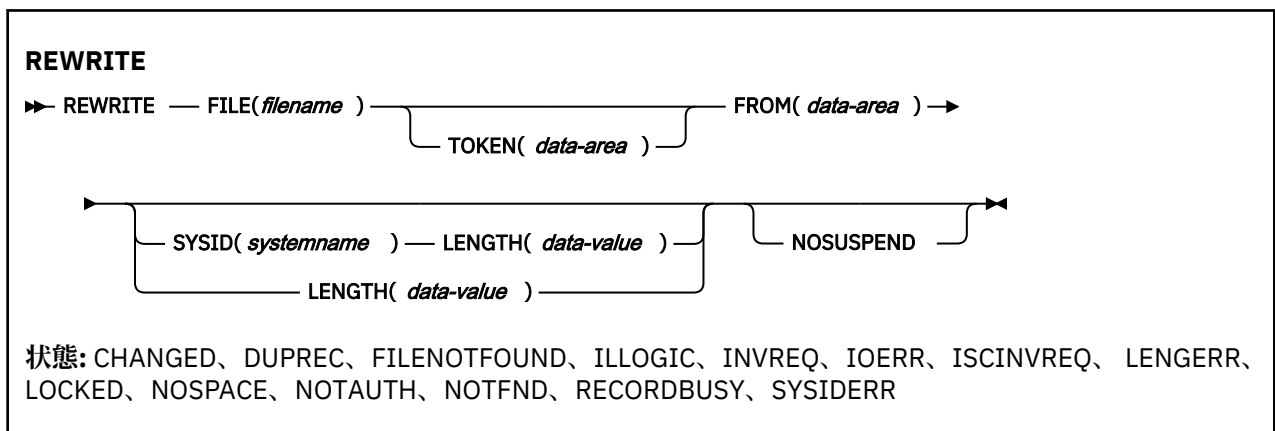 REWRITE
REWRITE FILE(filename ) FROM( data-area )
TOKEN( data-area )
SYSID( systemname ) LENGTH( data-value ) NOSUSPEND
LENGTH( data-value )
状態: CHANGED、DUPREC、FILENOTFOUND、ILLOGIC、INVREQ、IOERR、ISCINVREQ、 LENGERR、
LOCKED、NOSPACE、NOTAUTH、NOTFND、RECORDBUSY、SYSIDERR